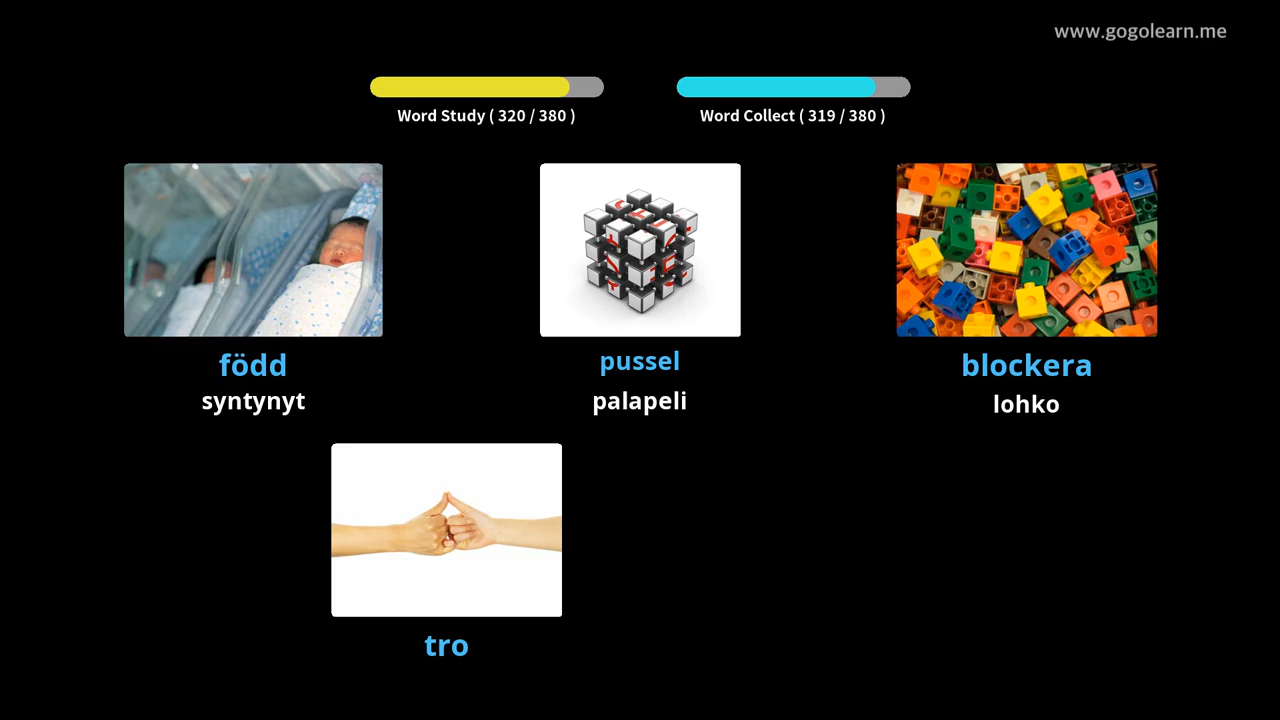 www.gogolearn.me
Word Study ( 320 / 380 )
Word Collect ( 319 / 380 )
född
syntynyt
pussel
palapeli
blockera
lohko
tro